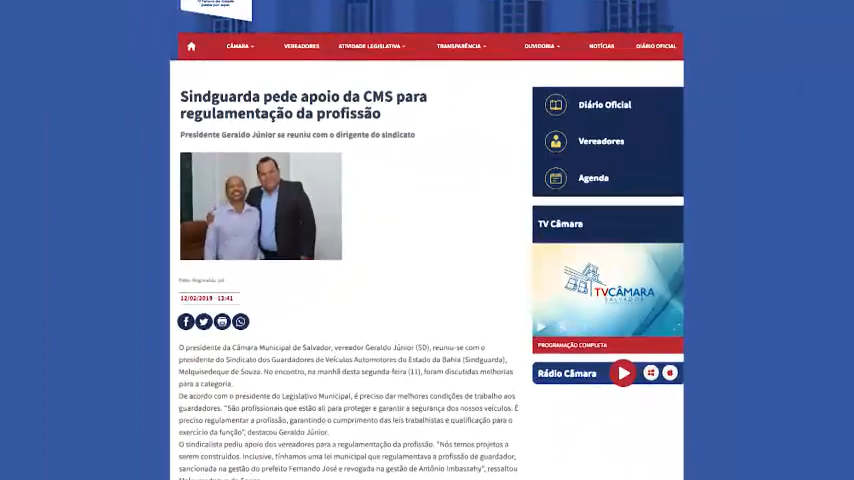 CÂMARA
VEREADORES
ATIVIDADE LEGISLATIVA
TRANSPARÊNCIA
OUVIDORIA
NOTÍCIAS
DIÁRIO OFICIAL
Sindguarda pede apoio da CMS para
regulamentação da profissão
Presidente Geraldo Júnior se reuniu com o dirigente do sindicato
12/02/2019 - 13:41
O presidente da Câmara Municipal de Salvador, vereador Geraldo Júnior (SD), reuniu-se com o
presidente do Sindicato dos Guardadores de Veículos Automotores do Estado da Bahia (Sindguarda),
Melquisedeque de Souza. No encontro, na manhã desta segunda-feira (11), foram discutidas melhorias
para a categoria.
De acordo com o presidente do Legislativo Municipal, é preciso dar melhores condições de trabalho aos
guardadores. "São profissionais que estão ali para proteger e garantir a segurança dos nossos veículos. É
preciso regulamentar a profissão, garantindo o cumprimento das leis trabalhistas e qualificação para o
exercício da função", destacou Geraldo Júnior.
O sindicalista pediu apoio dos vereadores para a regulamentação da profissão. "Nós temos projetos a
serem construídos. Inclusive, tínhamos uma lei municipal que regulamentava a profissão de guardador,
sancionada na gestão do prefeito Fernando José e revogada na gestão de Antônio Imbassahy", ressaltou
Diário Oficial
Vereadores
Agenda
TV Câmara
TVCÂMARA
SALVADOR
PROGRAMAÇÃO COMPLETA
Rádio Câmara